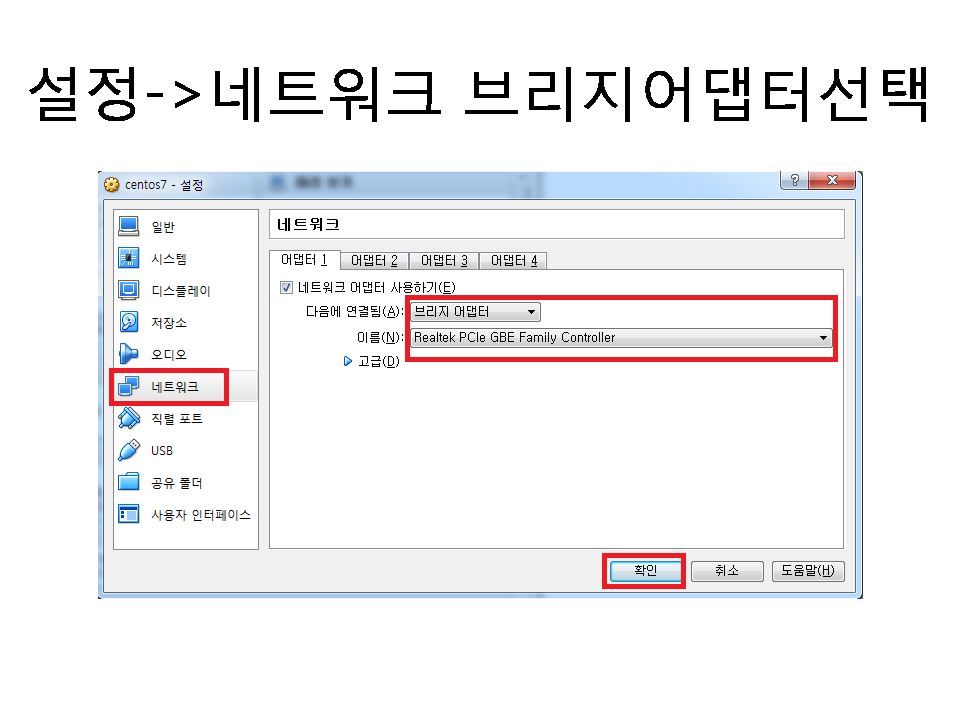 설정->네트워크 브리지어댑터선택
centos7 - 설정
?
일반
시스템
디스플레이
저장소
오디오
네트워크
직렬 포트
USB
공유 폴더
사용자 인터페이스
네트워크
어댑터 1 어댑터 2 어댑터 3 어댑터 4
네트워크 어댑터 사용하기(E)
다음에 연결됨(A): 브리지 어댑터
이름(N): Realtek PCIe GBE Family Controller
고급(D)
확인 취소 도움말(H)